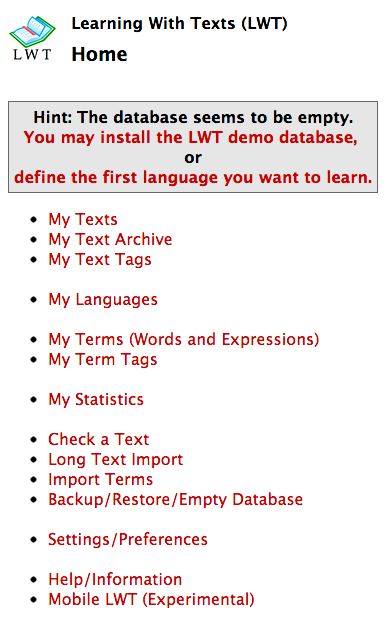 Learning With Texts (LWT)
LWT
Home
Hint: The database seems to be empty.
You may install the LWT demo database,
or
define the first language you want to learn.
My Texts
My Text Archive
My Text Tags
My Languages
My Terms (Words and Expressions)
My Term Tags
My Statistics
Check a Text
Long Text Import
Import Terms
Backup/Restore/Empty Database
Settings/Preferences
Help/Information
Mobile LWT (Experimental)